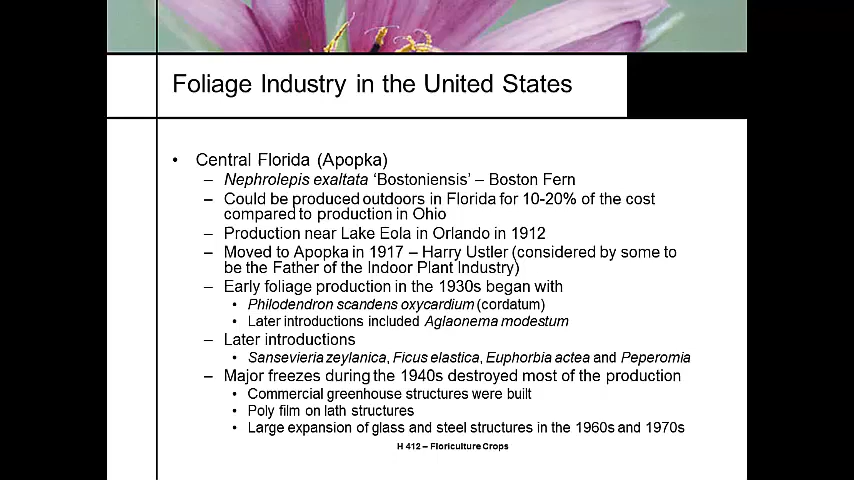 Foliage Industry in the United States
• Central Florida (Apopka)
– Nephrolepis exaltata ‘Bostoniensis’ – Boston Fern
– Could be produced outdoors in Florida for 10-20% of the cost
compared to production in Ohio
– Production near Lake Eola in Orlando in 1912
– Moved to Apopka in 1917 – Harry Ustler (considered by some to
be the Father of the Indoor Plant Industry)
– Early foliage production in the 1930s began with
• Philodendron scandens oxycardium (cordatum)
• Later introductions included Aglaonema modestum
– Later introductions
• Sansevieria zeylanica, Ficus elastica, Euphorbia actea and Peperomia
– Major freezes during the 1940s destroyed most of the production
• Commercial greenhouse structures were built
• Poly film on lath structures
• Large expansion of glass and steel structures in the 1960s and 1970s
H 412 – Floriculture Crops